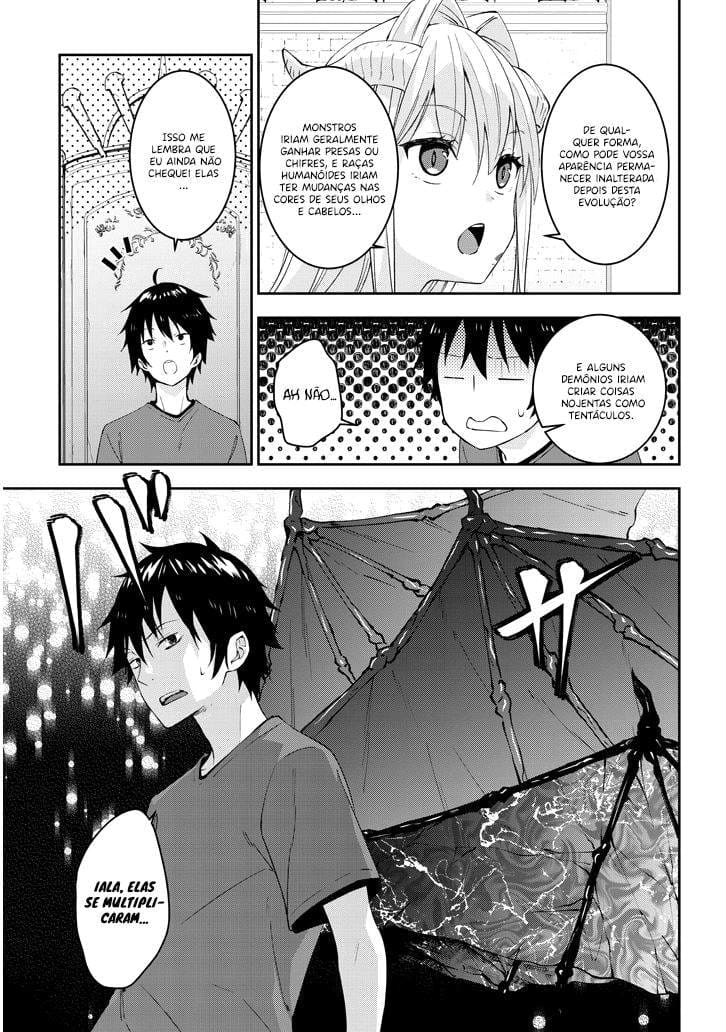 DE QUAL-
QUER FORMA,
COMO PODE VOSSA
APARÊNCIA PERMA-
NECER INALTERADA
DEPOIS DESTA
EVOLUÇÃO?
MONSTROS
IRIAM GERALMENTE
GANHAR PRESAS OU
CHIFRES, E RAÇAS
HUMANÓIDES IRIAM
TER MUDANÇAS NAS
CORES DE SEUS OLHOS
E CABELOS...
ISSO ME
LEMBRA QUE
EU AINDA NÃO
CHEQUEI ELAS
...
E ALGUNS
DEMÔNIOS IRIAM
CRIAR COISAS
NOJENTAS COMO
TENTÁCULOS.
AH NÃO...
バサ
IALA, ELAS
SE MULTIPLI-
CARAM...